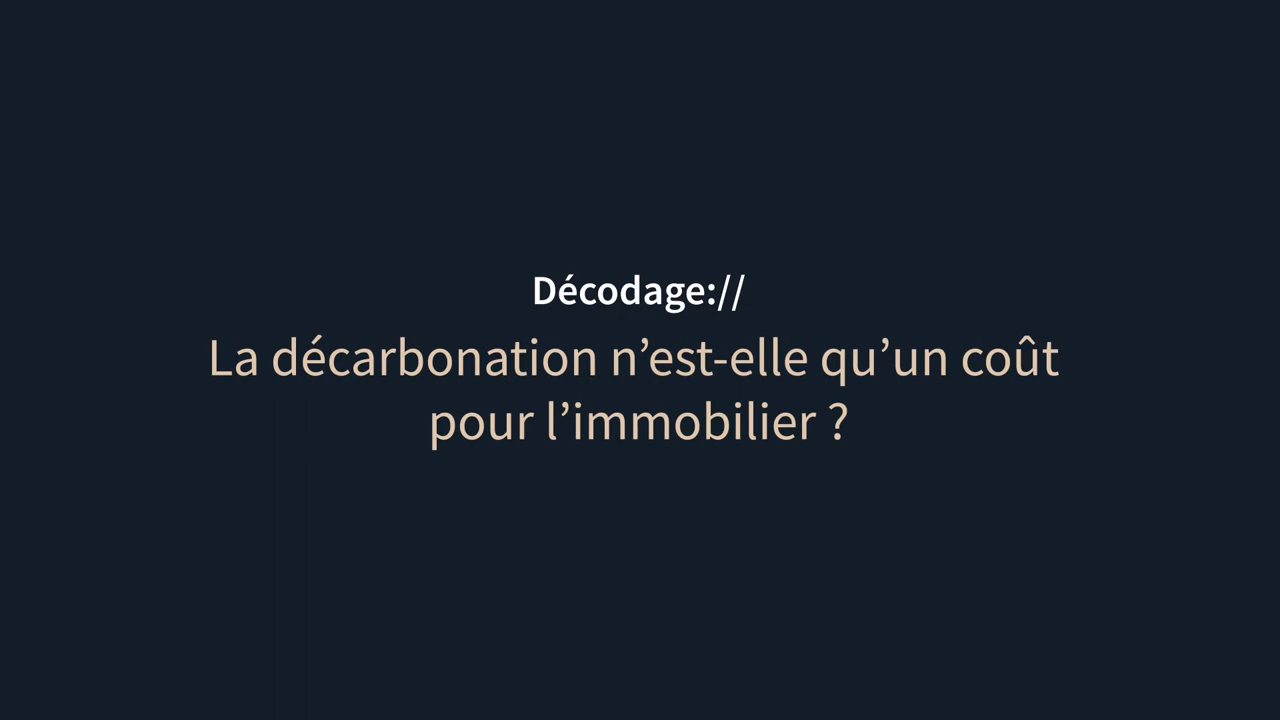 Décodage://
La décarbonation n’est-elle qu’un coût
pour l’immobilier ?